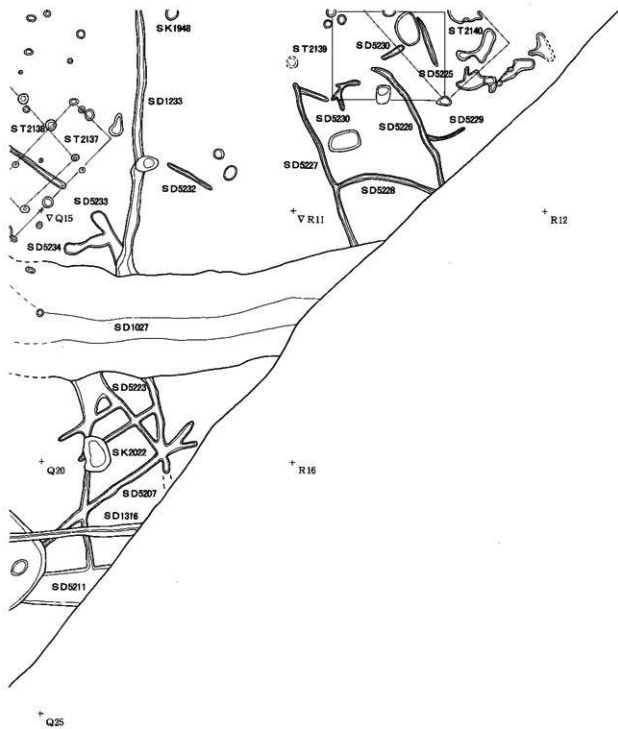 SK1948
ST2140
ST2139
SD5230
SD5225
SD1233
SD5230
SD5229
SD5226
ST2138
ST2137
SD5227
SD5232
SD5228
SD5233
▽Q15
▽R11
R12
SD5234
SD1027
SD5223
SK2022
Q20
R16
SD5207
SD1316
SD5211
Q25